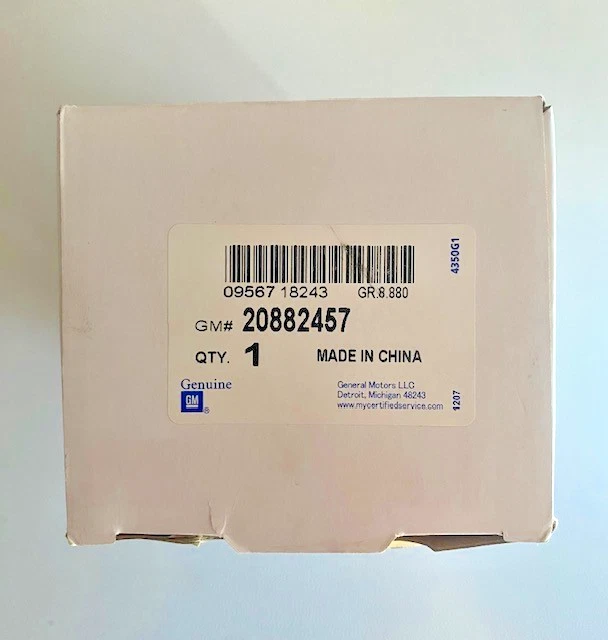 4350G1
09567 18243 GR.8.880
GM# 20882457
QTY. 1 MADE IN CHINA
Genuine
GM
®
General Motors LLC
Detroit, Michigan 48243
www.mycertifiedservice.com
1207